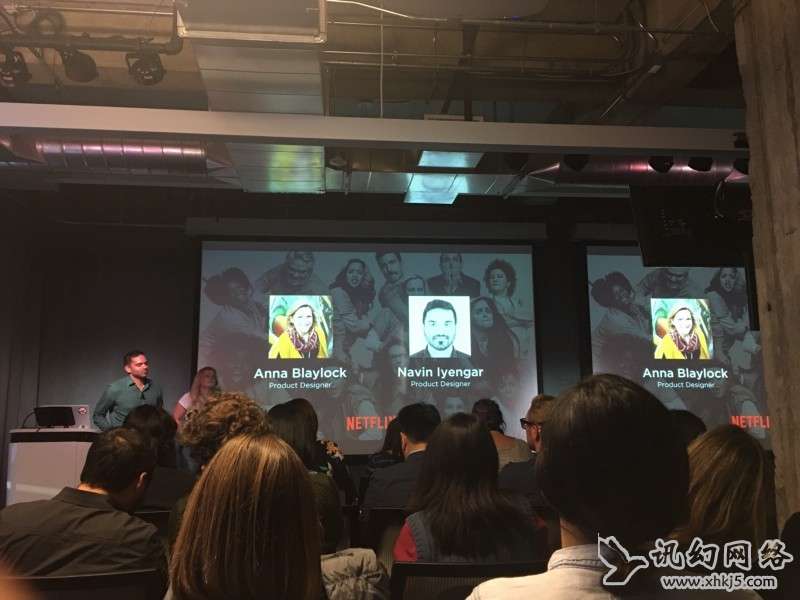 Anna Blaylock
Product Designer
Navin Iyengar
Product Designer
NETFLIX
Anna Blaylock
Product Designer
NETFLI
讯幻网络
www.xhkj5.com